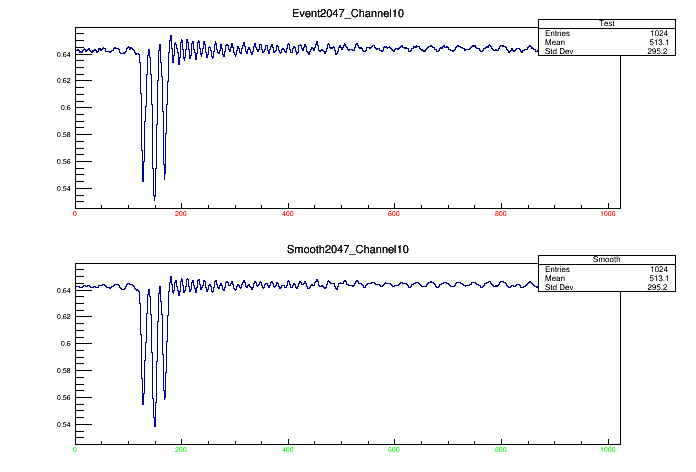 Event2047_Channel10
Test
Entries 1024
Mean 513.1
Std Dev 295.2
0.64
0.62
0.6
0.58
0.56
0.54
0 200 400 600 800 1000
Smooth2047_Channel10
Smooth
Entries 1024
Mean 513.1
Std Dev 295.2
0.64
0.62
0.6
0.58
0.56
0.54
0 200 400 600 800 1000